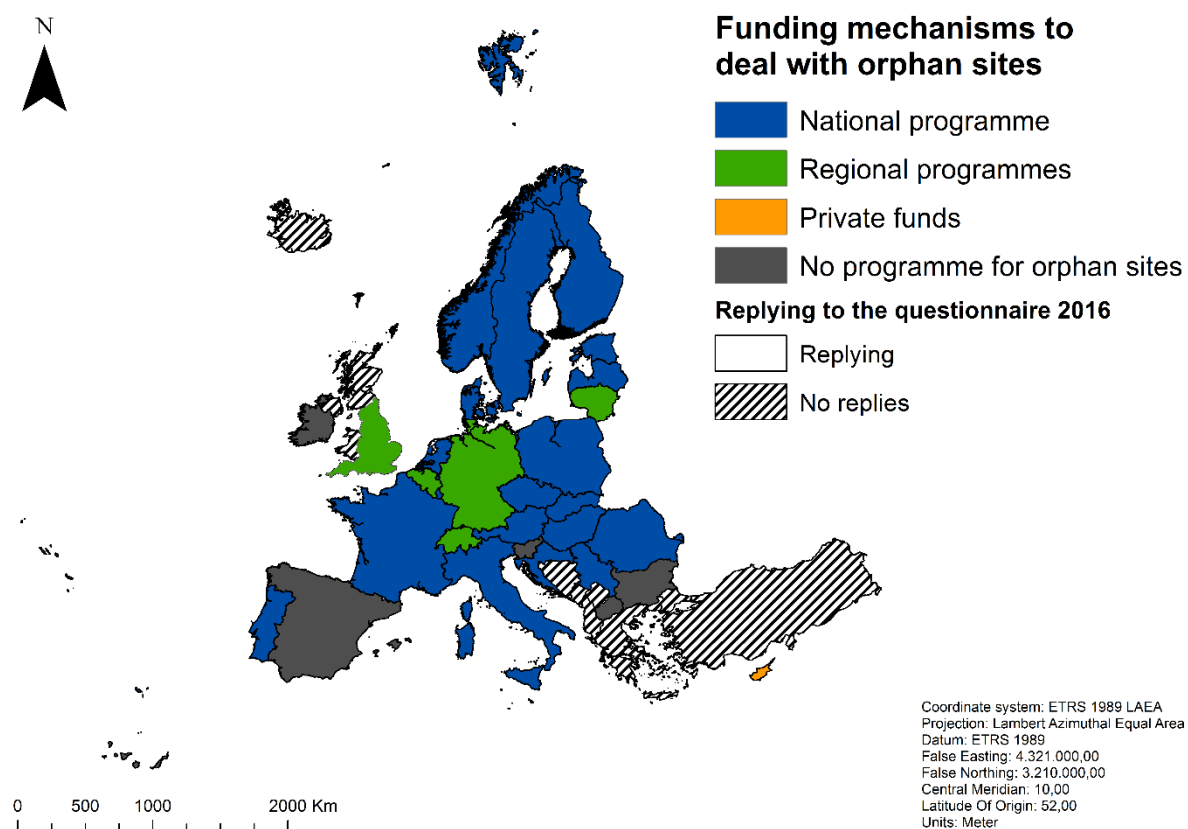 N
Funding mechanisms to
deal with orphan sites
National programme
Regional programmes
Private funds
No programme for orphan sites
Replying to the questionnaire 2016
Replying
No replies
Coordinate system: ETRS 1989 LAEA
Projection: Lambert Azimuthal Equal Area
Datum: ETRS 1989
False Easting: 4.321.000,00
False Northing: 3.210.000,00
Central Meridian: 10,00
Latitude Of Origin: 52,00
Units: Meter
0 500 1000 2000 Km